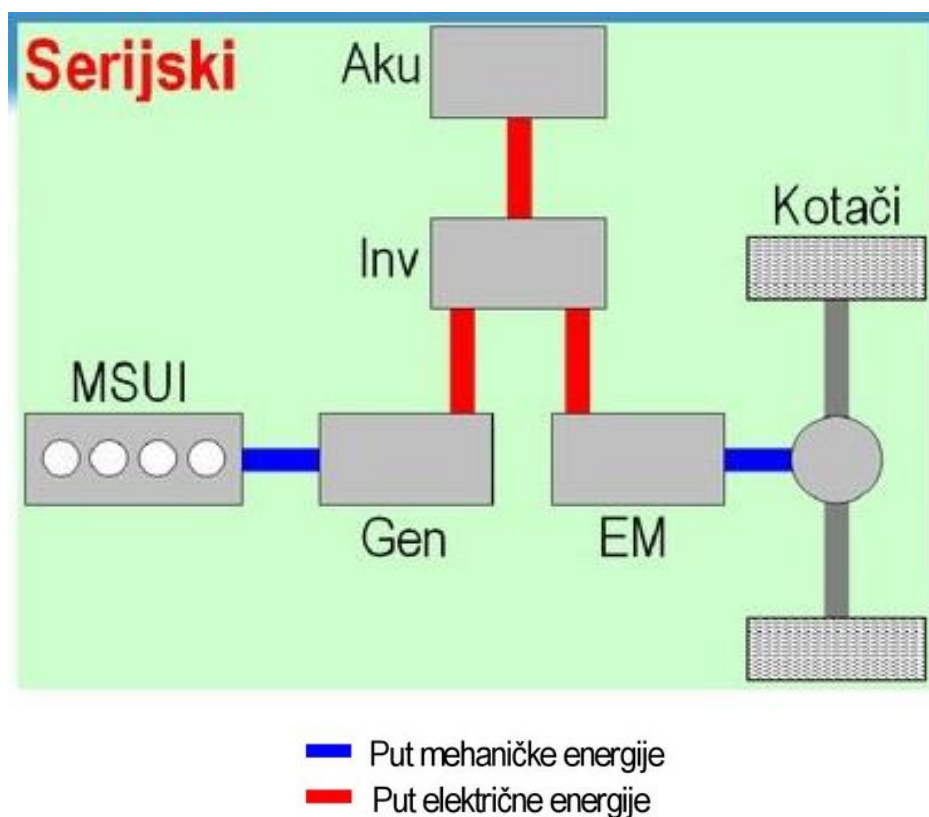 Serijski
Aku
Inv
Kotači
MSUI
Gen
EM
Put mehaničke energije
Put električne energije